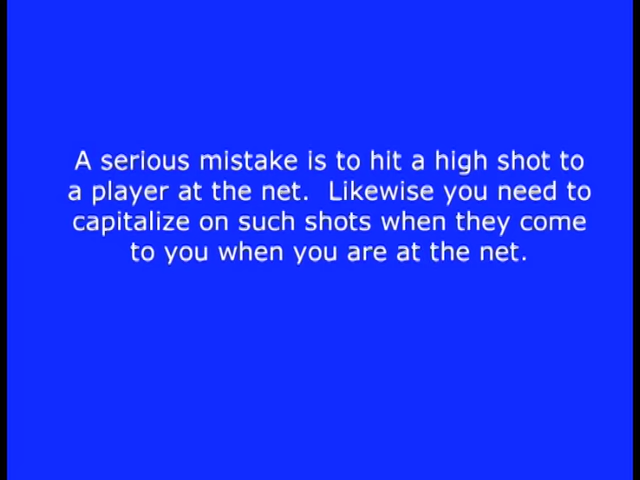 A serious mistake is to hit a high shot to
a player at the net.  Likewise you need to
capitalize on such shots when they come
to you when you are at the net.